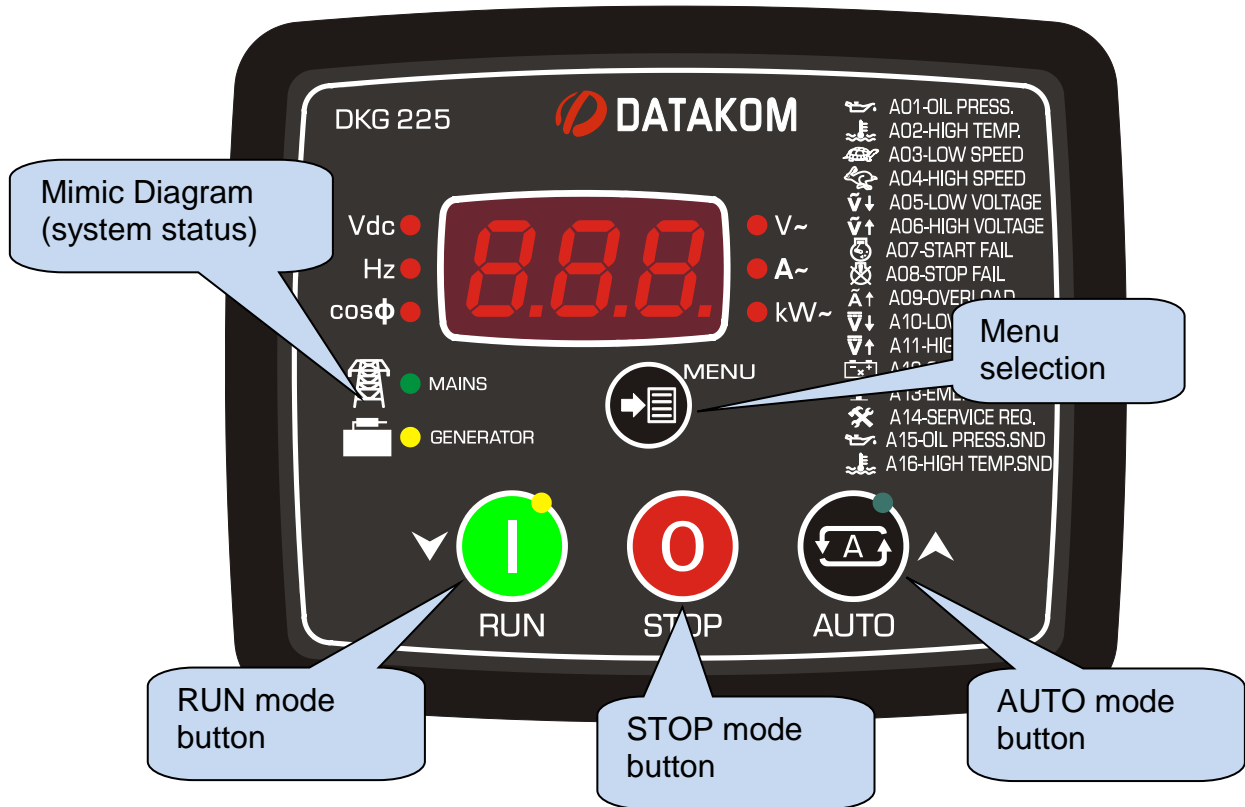 DKG 225
DATAKOM
Mimic Diagram
(system status)
Vdc
Hz
cosϕ
8.8.8.
V~
A~
kW~
MAINS
GENERATOR
MENU
A01-OIL PRESS.
A02-HIGH TEMP.
A03-LOW SPEED
A04-HIGH SPEED
A05-LOW VOLTAGE
A06-HIGH VOLTAGE
A07-START FAIL
A08-STOP FAIL
A09-OVERLOAD
A14-SERVICE REQ.
A15-OIL PRESS.SND
A16-HIGH TEMP.SND
Menu
selection
I
O
A
RUN
STOP
AUTO
RUN mode
button
STOP mode
button
AUTO mode
button